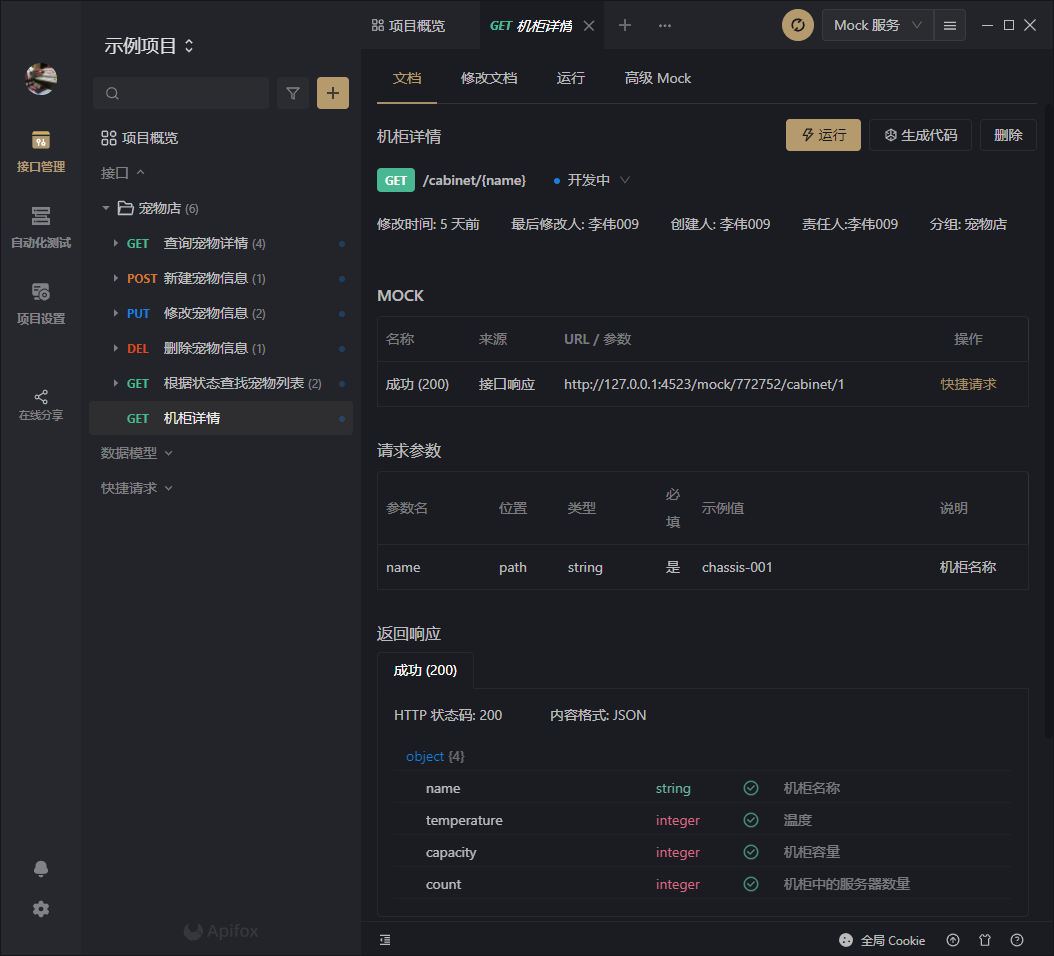 示例项目
项目概览
GET 机柜详情
Mock 服务
接口管理
自动化测试
项目设置
在线分享
项目概览
接口
宠物店 (6)
GET 查询宠物详情 (4)
POST 新建宠物信息 (1)
PUT 修改宠物信息 (2)
DEL 删除宠物信息 (1)
GET 根据状态查找宠物列表 (2)
GET 机柜详情
数据模型
快捷请求
Apifox
文档 修改文档 运行 高级 Mock
机柜详情
运行 生成代码 删除
GET /cabinet/{name} 开发中
修改时间: 5 天前 最后修改人: 李伟009 创建人: 李伟009 责任人:李伟009 分组: 宠物店
MOCK
名称 来源 URL / 参数 操作
成功 (200) 接口响应 http://127.0.0.1:4523/mock/772752/cabinet/1 快捷请求
请求参数
参数名 位置 类型 必填 示例值 说明
name path string 是 chassis-001 机柜名称
返回响应
成功 (200)
HTTP 状态码: 200 内容格式: JSON
object {4}
name string 机柜名称
temperature integer 温度
capacity integer 机柜容量
count integer 机柜中的服务器数量
全局 Cookie